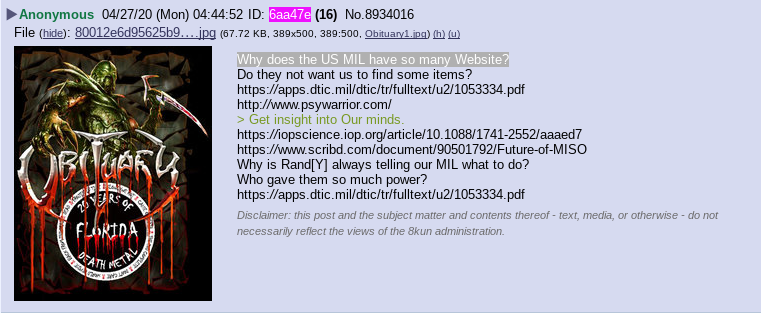 ▶Anonymous 04/27/20 (Mon) 04:44:52 ID: 6aa47e (16) No.8934016
File (hide): 80012e6d95625b9….jpg (67.72 KB, 389x500, 389:500, Obituary1.jpg) (h) (u)
Why does the US MIL have so many Website?
Do they not want us to find some items?
https://apps.dtic.mil/dtic/tr/fulltext/u2/1053334.pdf
http://www.psywarrior.com/
> Get insight into Our minds.
https://iopscience.iop.org/article/10.1088/1741-2552/aaaed7
https://www.scribd.com/document/90501792/Future-of-MISO
Why is Rand[Y] always telling our MIL what to do?
Who gave them so much power?
https://apps.dtic.mil/dtic/tr/fulltext/u2/1053334.pdf
Disclaimer: this post and the subject matter and contents thereof - text, media, or otherwise - do not
necessarily reflect the views of the 8kun administration.
OBITUARY
20 YEARS OF
FLORIDA
DEATH METAL